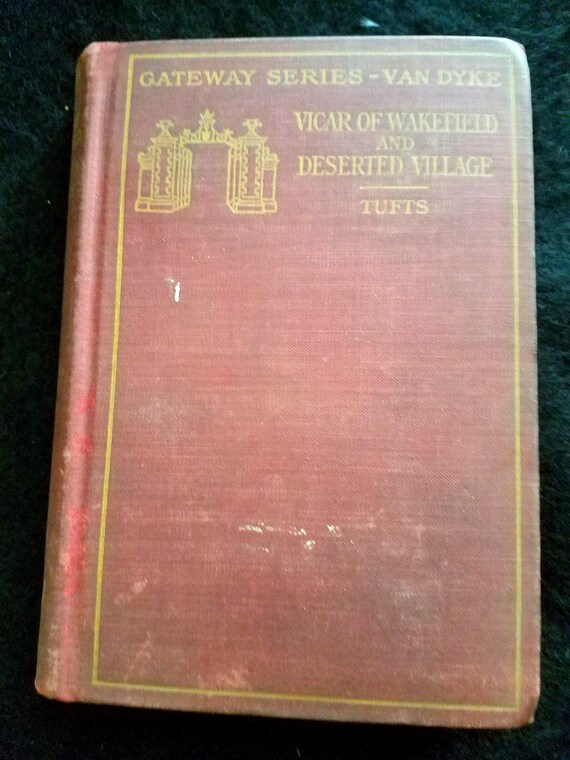 GATEWAY SERIES - VAN DYKE
VICAR OF WAKEFIELD
AND
DESERTED VILLAGE
TUFTS